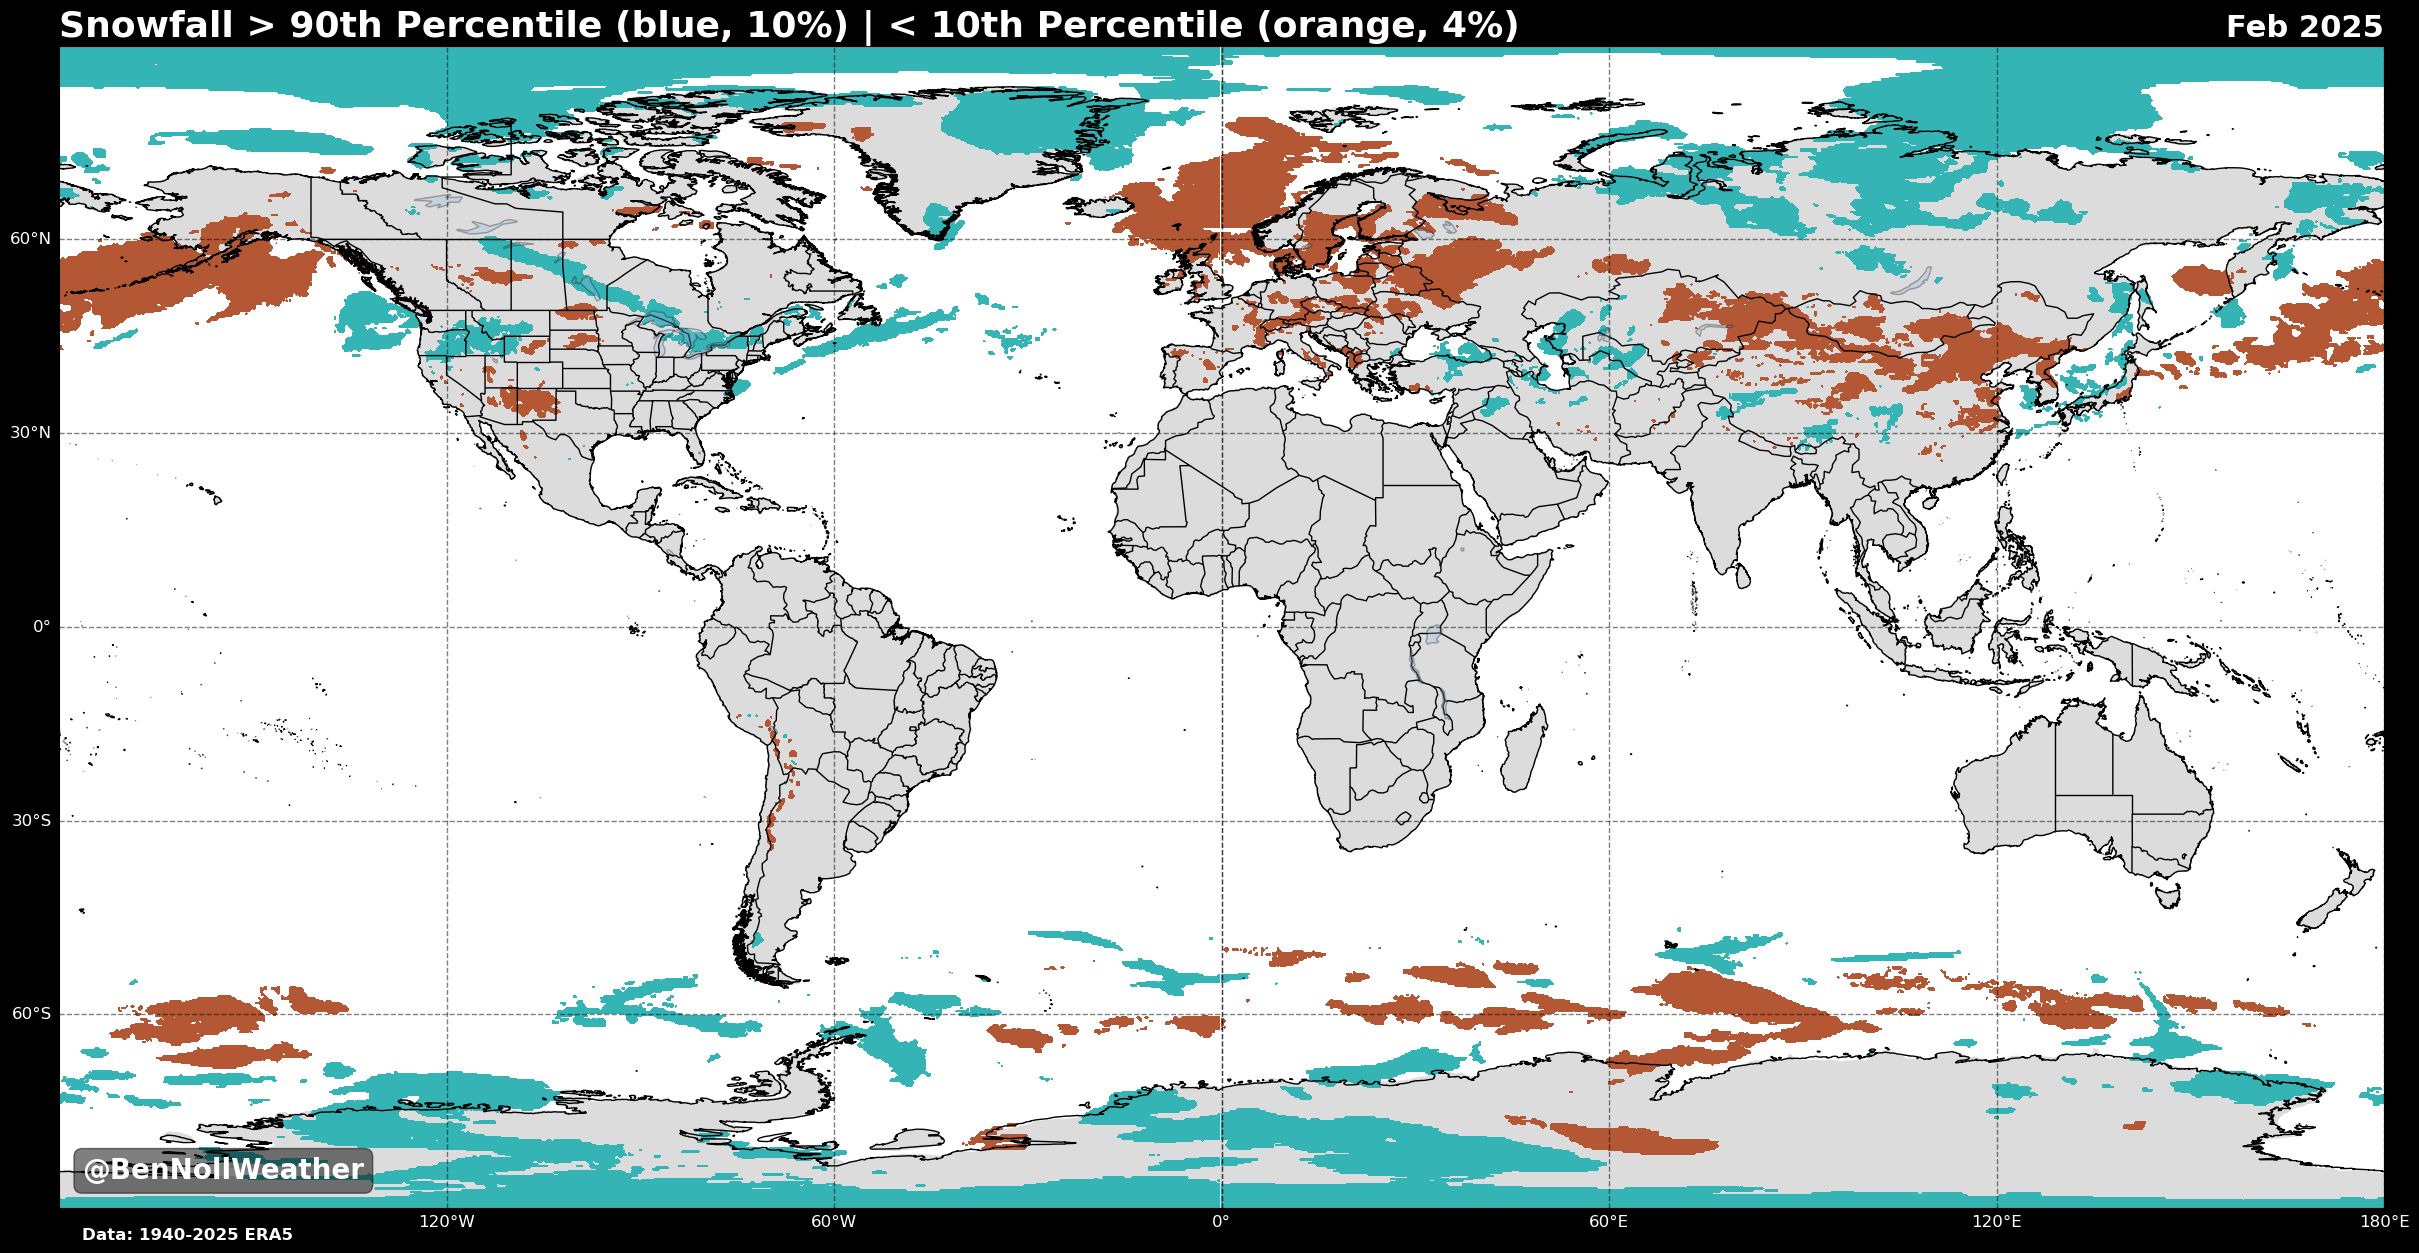 Snowfall > 90th Percentile (blue, 10%) | < 10th Percentile (orange, 4%)
Feb 2025
60°N
30°N
0°
30°S
60°S
@BenNollWeather
120°W
60°W
0°
60°E
120°E
180°E
Data: 1940-2025 ERA5